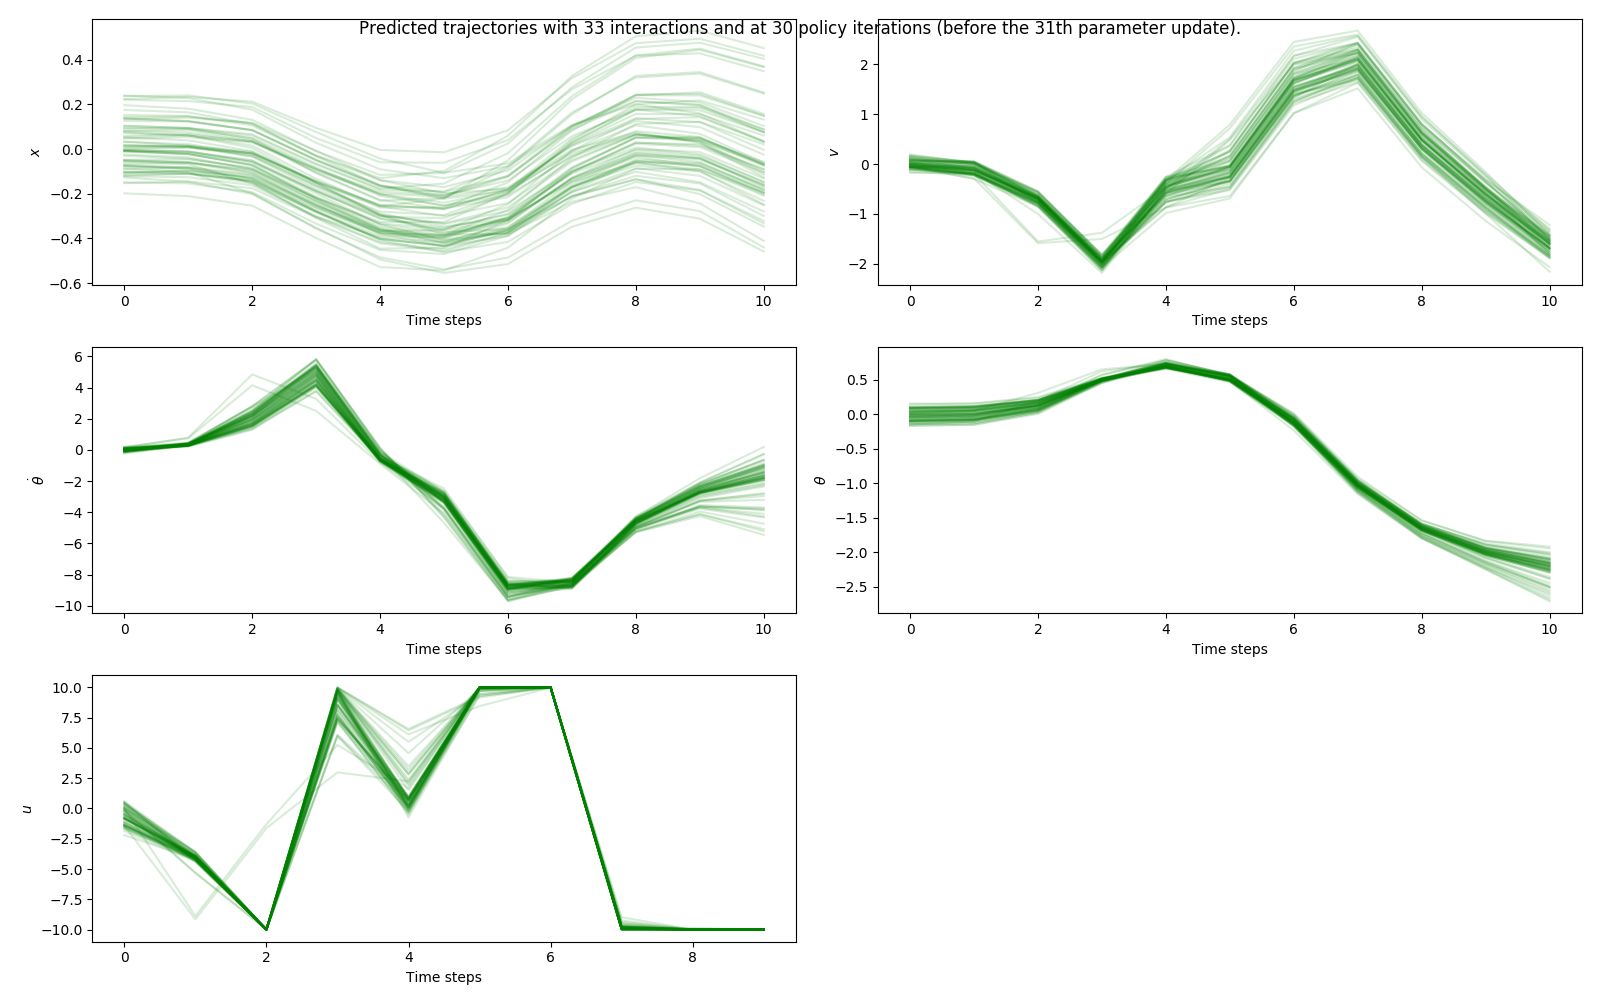 Predicted trajectories with 33 interactions and at 30 policy iterations (before the 31th parameter update).
x
0.4
0.2
0.0
−0.2
−0.4
−0.6
0 2 4 6 8 10
Time steps
v
2
1
0
−1
−2
0 2 4 6 8 10
Time steps
θ̇
6
4
2
0
−2
−4
−6
−8
−10
0 2 4 6 8 10
Time steps
θ
0.5
0.0
−0.5
−1.0
−1.5
−2.0
−2.5
0 2 4 6 8 10
Time steps
u
10.0
7.5
5.0
2.5
0.0
−2.5
−5.0
−7.5
−10.0
0 2 4 6 8
Time steps